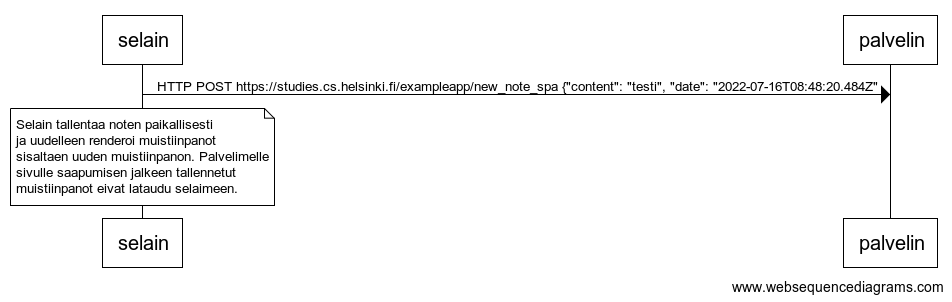 selain
palvelin
HTTP POST https://studies.cs.helsinki.fi/exampleapp/new_note_spa {"content": "testi", "date": "2022-07-16T08:48:20.484Z"
Selain tallentaa noten paikallisesti
ja uudelleen renderoi muistiinpanot
sisaltaen uuden muistiinpanon. Palvelimelle
sivulle saapumisen jalkeen tallennetut
muistiinpanot eivat lataudu selaimeen.
selain
palvelin
www.websequencediagrams.com